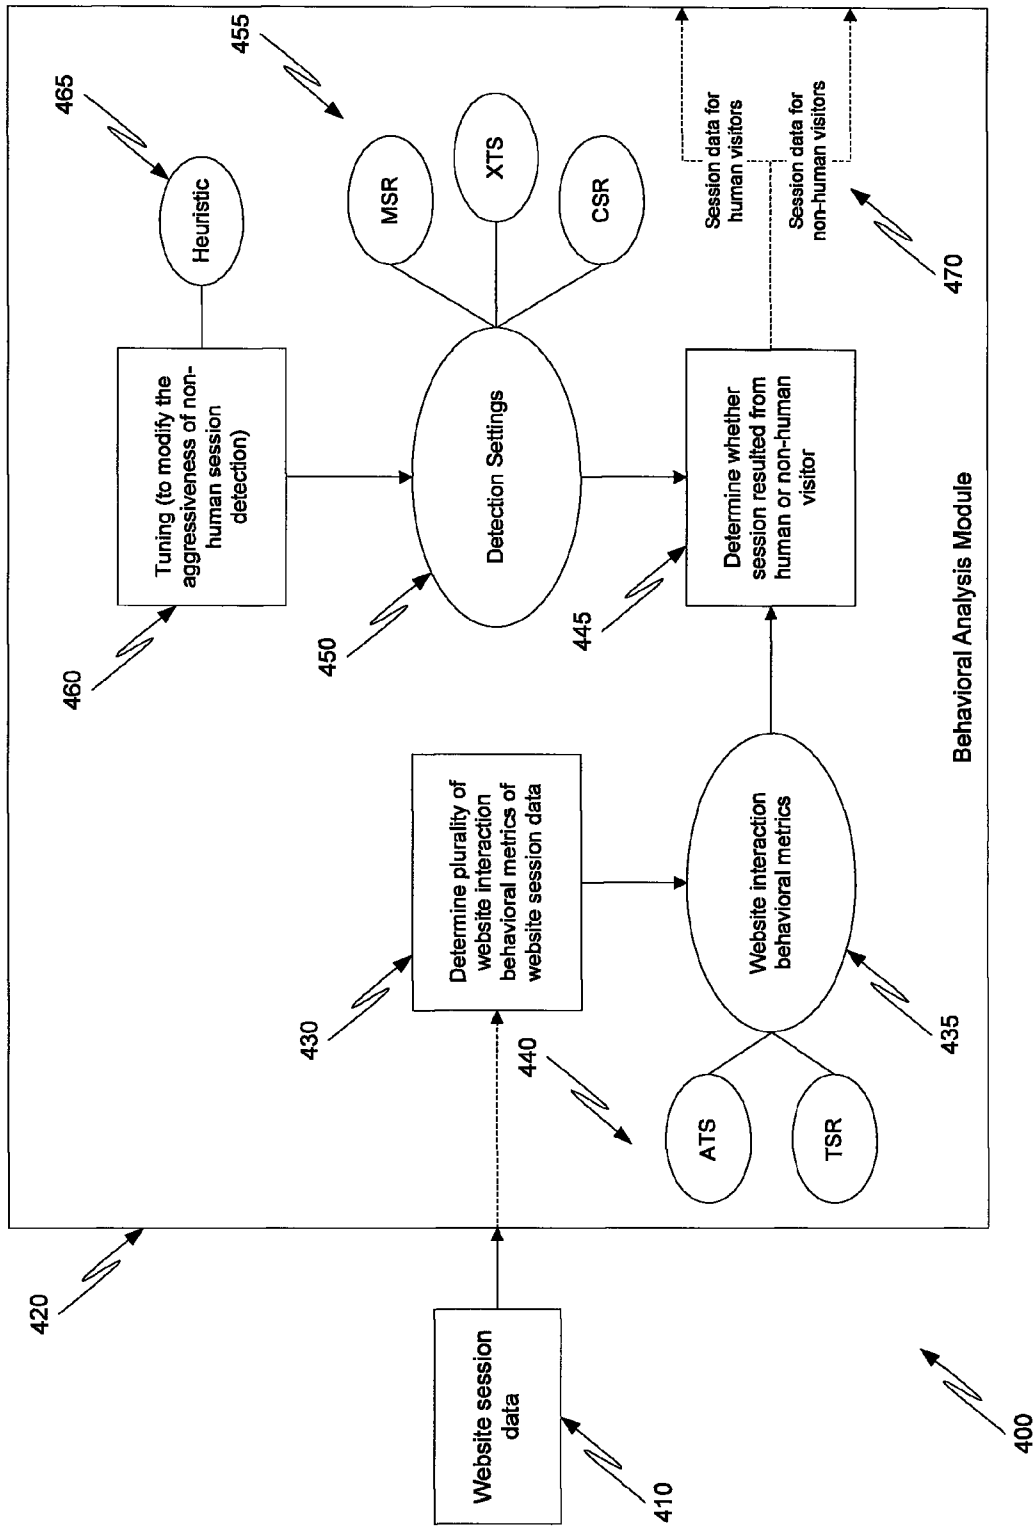 465
455
Heuristic
Tuning (to modify the
aggressiveness of non-
human session
detection)
460
MSR
XTS
CSR
Detection Settings
450
Session data for
human visitors
Session data for
non-human visitors
470
Determine whether
session resulted from
human or non-human
visitor
445
420
430
Determine plurality of
website interaction
behavioral metrics of
website session data
440
ATS
TSR
Website interaction
behavioral metrics
435
Behavioral Analysis Module
Website session
data
410
400